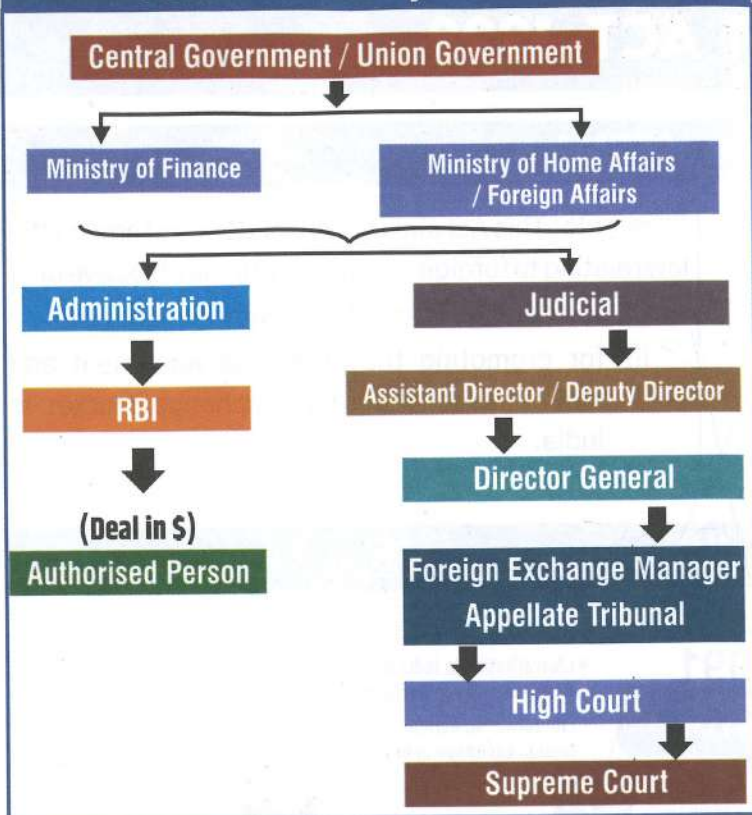 Central Government / Union Government
Ministry of Finance
Ministry of Home Affairs
/ Foreign Affairs
Administration
Judicial
RBI
Assistant Director / Deputy Director
Director General
(Deal in $)
Authorised Person
Foreign Exchange Manager
Appellate Tribunal
High Court
Supreme Court